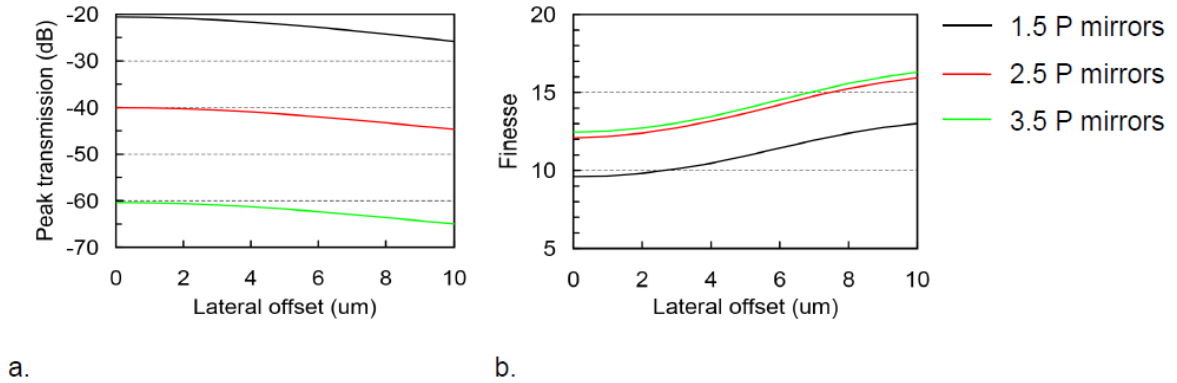 Peak transmission (dB)
-20
-30
-40
-50
-60
-70
0 2 4 6 8 10
Lateral offset (um)
a.
Finesse
20
15
10
5
0 2 4 6 8 10
Lateral offset (um)
b.
1.5 P mirrors
2.5 P mirrors
3.5 P mirrors